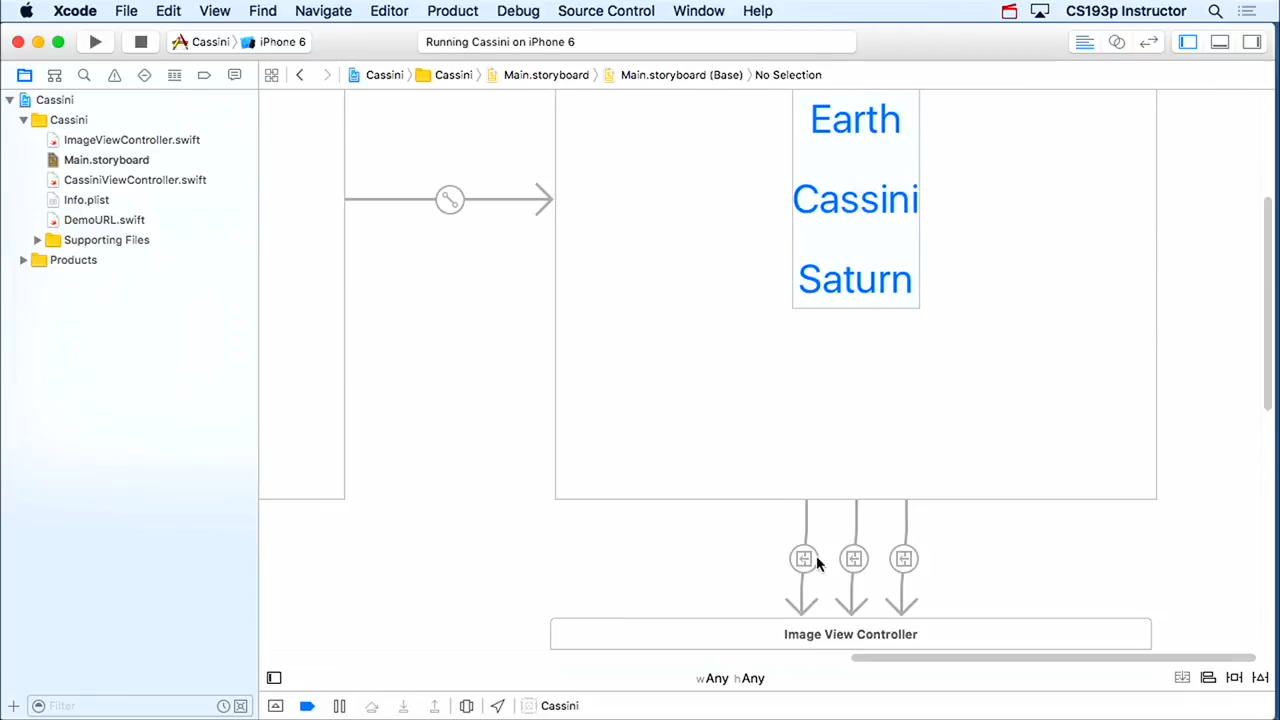 Xcode File Edit View Find Navigate Editor Product Debug Source Control Window Help CS193p Instructor
Cassini iPhone 6 Running Cassini on iPhone 6
Cassini Cassini Main.storyboard Main.storyboard (Base) No Selection
Cassini
Cassini
ImageViewController.swift
Main.storyboard
CassiniViewController.swift
Info.plist
DemoURL.swift
Supporting Files
Products
Earth
Cassini
Saturn
Image View Controller
wAny hAny
Filter
Cassini